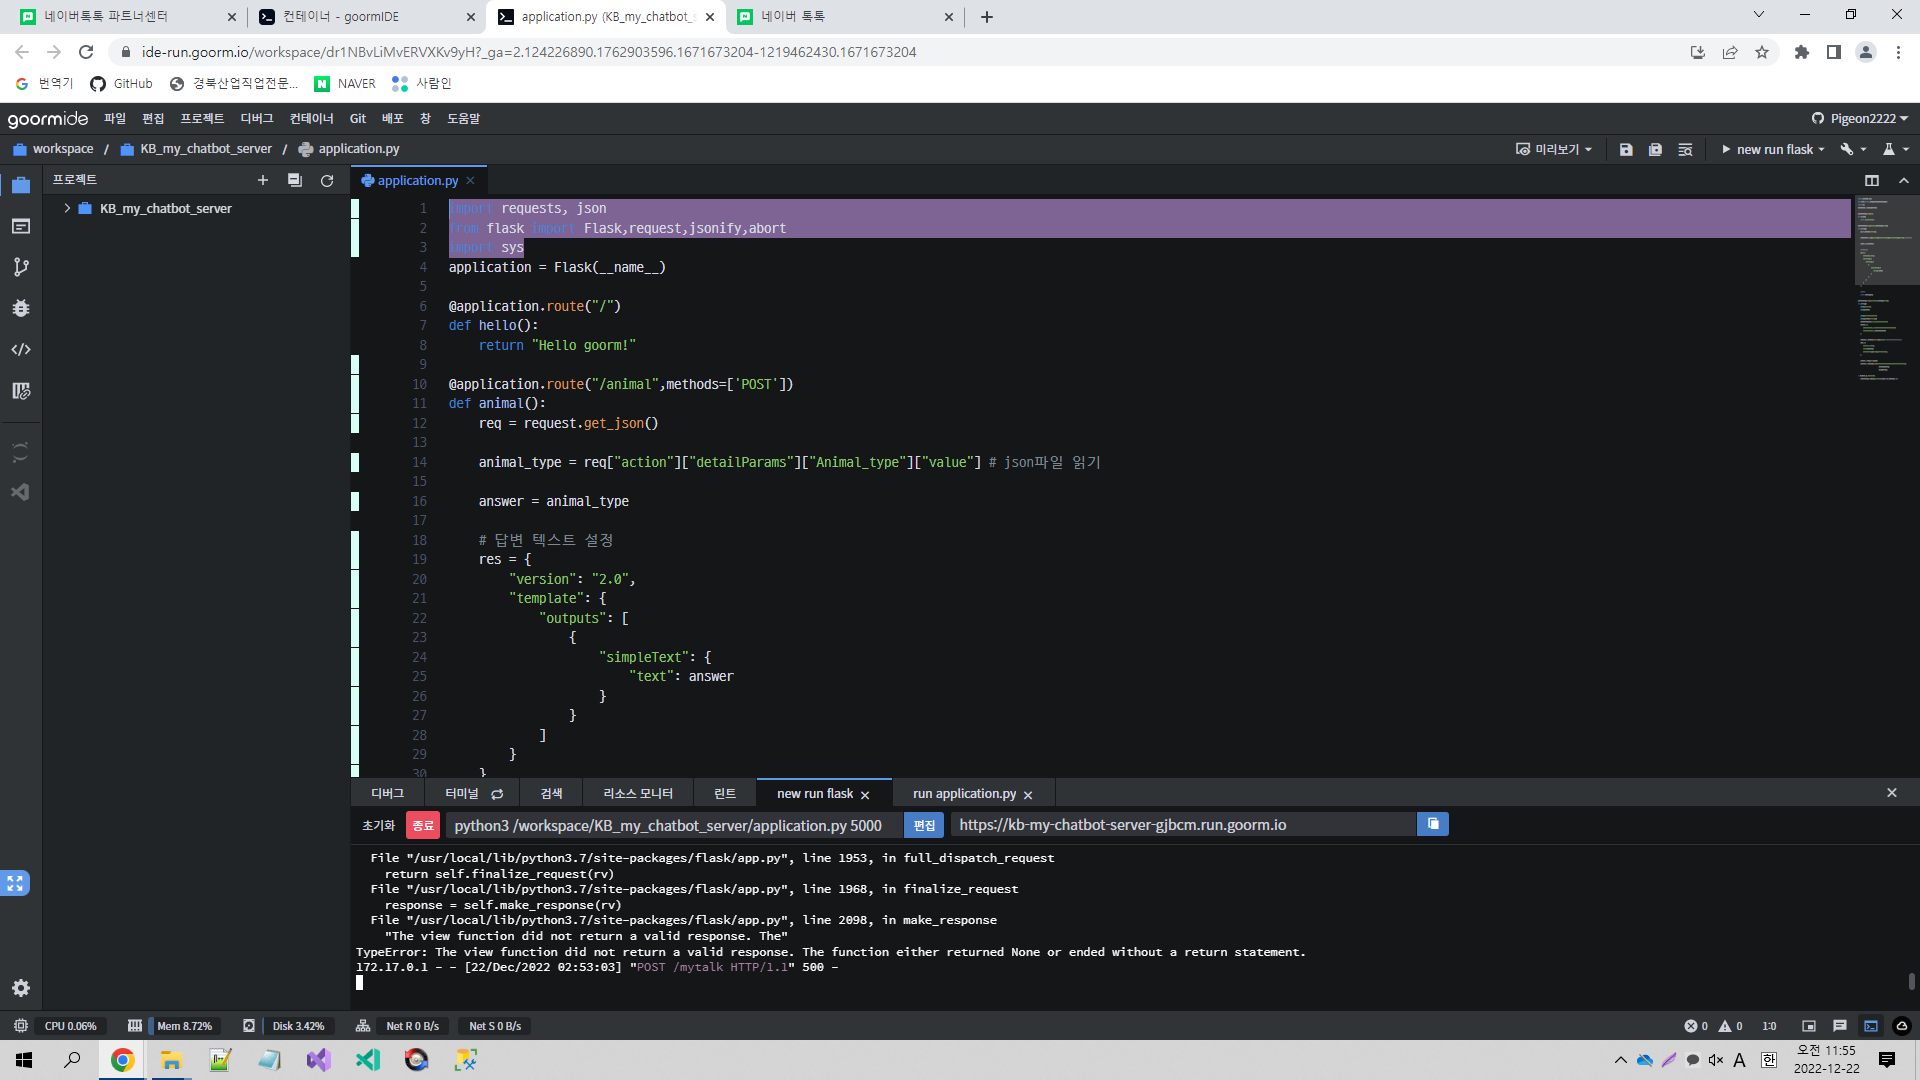 네이버톡톡 파트너센터
컨테이너 - goormIDE
application.py (KB_my_chatbot_s
네이버 톡톡
ide-run.goorm.io/workspace/dr1NBvLiMvERVXKv9yH?_ga=2.124226890.1762903596.1671673204-1219462430.1671673204
번역기
GitHub
경북산업직업전문...
NAVER
사람인
goormide 파일 편집 프로젝트 디버그 컨테이너 Git 배포 창 도움말
Pigeon2222
workspace / KB_my_chatbot_server / application.py
미리보기
new run flask
프로젝트
application.py
KB_my_chatbot_server
1 import requests, json
2 from flask import Flask,request,jsonify,abort
3 import sys
4 application = Flask(__name__)
5
6 @application.route("/")
7 def hello():
8 return "Hello goorm!"
9
10 @application.route("/animal",methods=['POST'])
11 def animal():
12 req = request.get_json()
13
14 animal_type = req["action"]["detailParams"]["Animal_type"]["value"] # json파일 읽기
15
16 answer = animal_type
17
18 # 답변 텍스트 설정
19 res = {
20 "version": "2.0",
21 "template": {
22 "outputs": [
23 {
24 "simpleText": {
25 "text": answer
26 }
27 }
28 ]
29 }
30 }
디버그 터미널 검색 리소스 모니터 린트 new run flask run application.py
초기화 종료 python3 /workspace/KB_my_chatbot_server/application.py 5000 편집 https://kb-my-chatbot-server-gjbcm.run.goorm.io
File "/usr/local/lib/python3.7/site-packages/flask/app.py", line 1953, in full_dispatch_request
return self.finalize_request(rv)
File "/usr/local/lib/python3.7/site-packages/flask/app.py", line 1968, in finalize_request
response = self.make_response(rv)
File "/usr/local/lib/python3.7/site-packages/flask/app.py", line 2098, in make_response
"The view function did not return a valid response. The"
TypeError: The view function did not return a valid response. The function either returned None or ended without a return statement.
172.17.0.1 - - [22/Dec/2022 02:53:03] "POST /mytalk HTTP/1.1" 500 -
CPU 0.06% Mem 8.72% Disk 3.42% Net R 0 B/s Net S 0 B/s
0 0 1:0
A 한 오전 11:55
2022-12-22